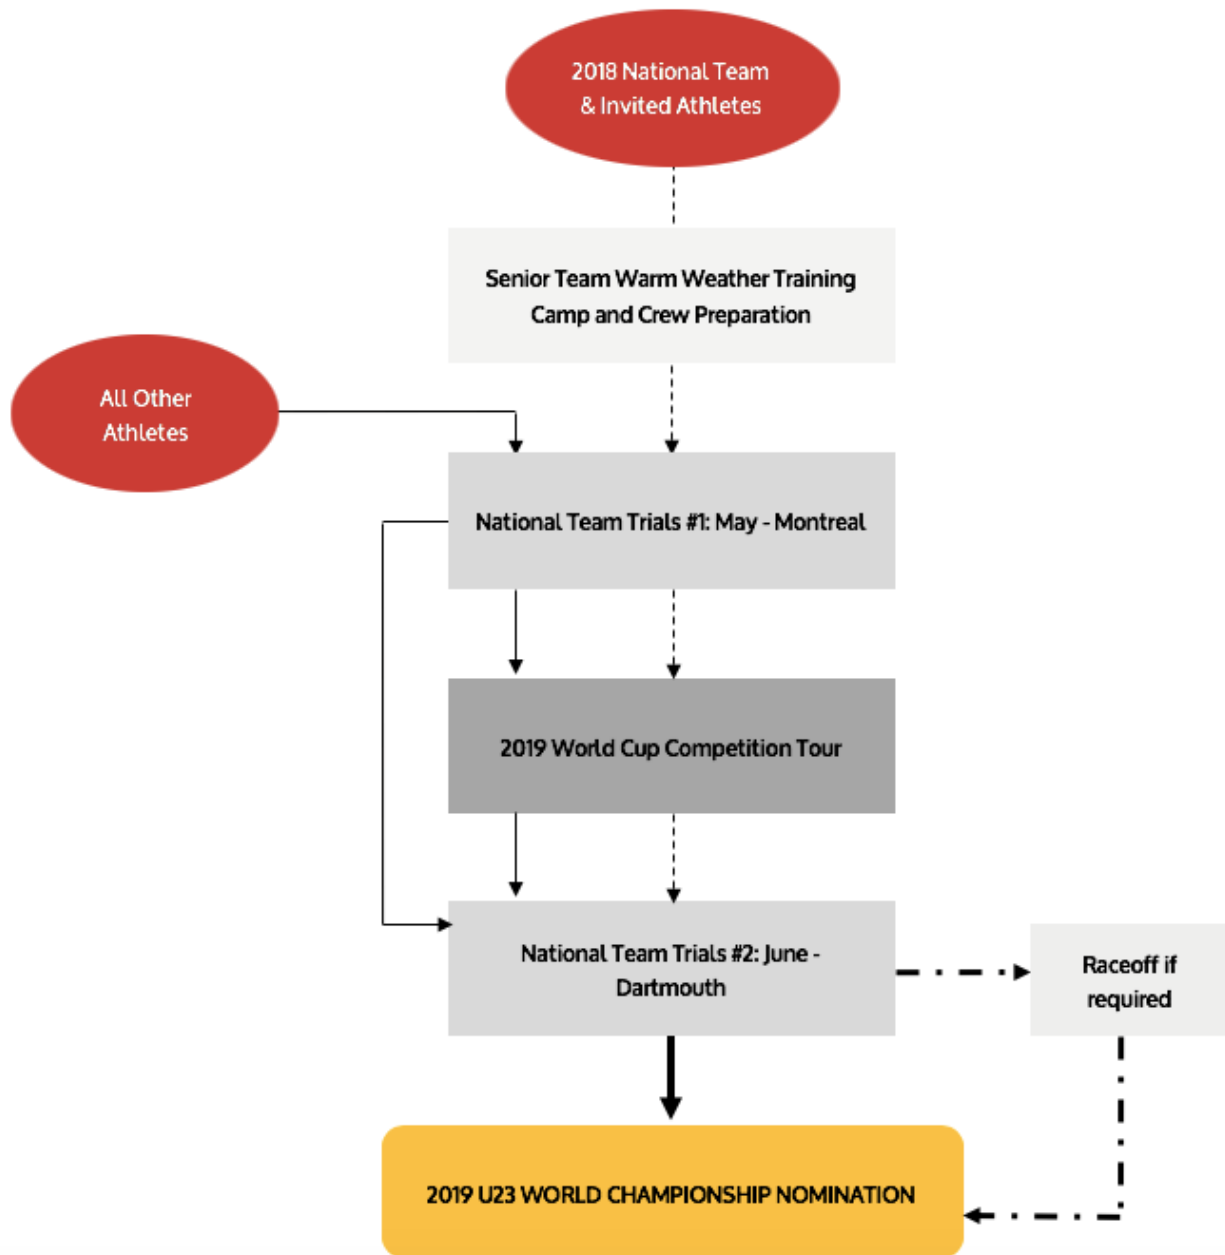 2018 National Team
& Invited Athletes
Senior Team Warm Weather Training
Camp and Crew Preparation
All Other
Athletes
National Team Trials #1: May - Montreal
2019 World Cup Competition Tour
National Team Trials #2: June -
Dartmouth
Raceoff if
required
2019 U23 WORLD CHAMPIONSHIP NOMINATION